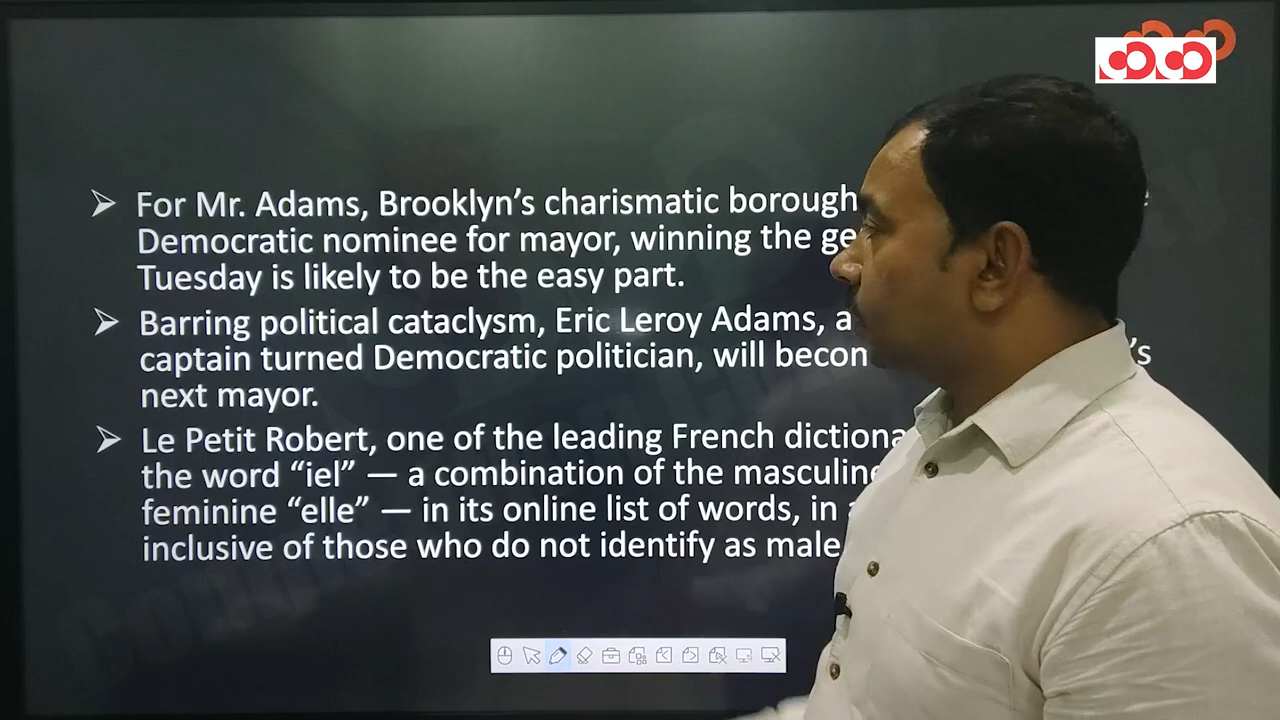 For Mr. Adams, Brooklyn’s charismatic borough
Democratic nominee for mayor, winning the
Tuesday is likely to be the easy part.
Barring political cataclysm, Eric Leroy Adams, a
captain turned Democratic politician, will ’s
next mayor.
Le Petit Robert, one of the leading French
the word “iel” — a combination of the masculine
feminine “elle” — in its online list of words, in
inclusive of those who do not identify as male